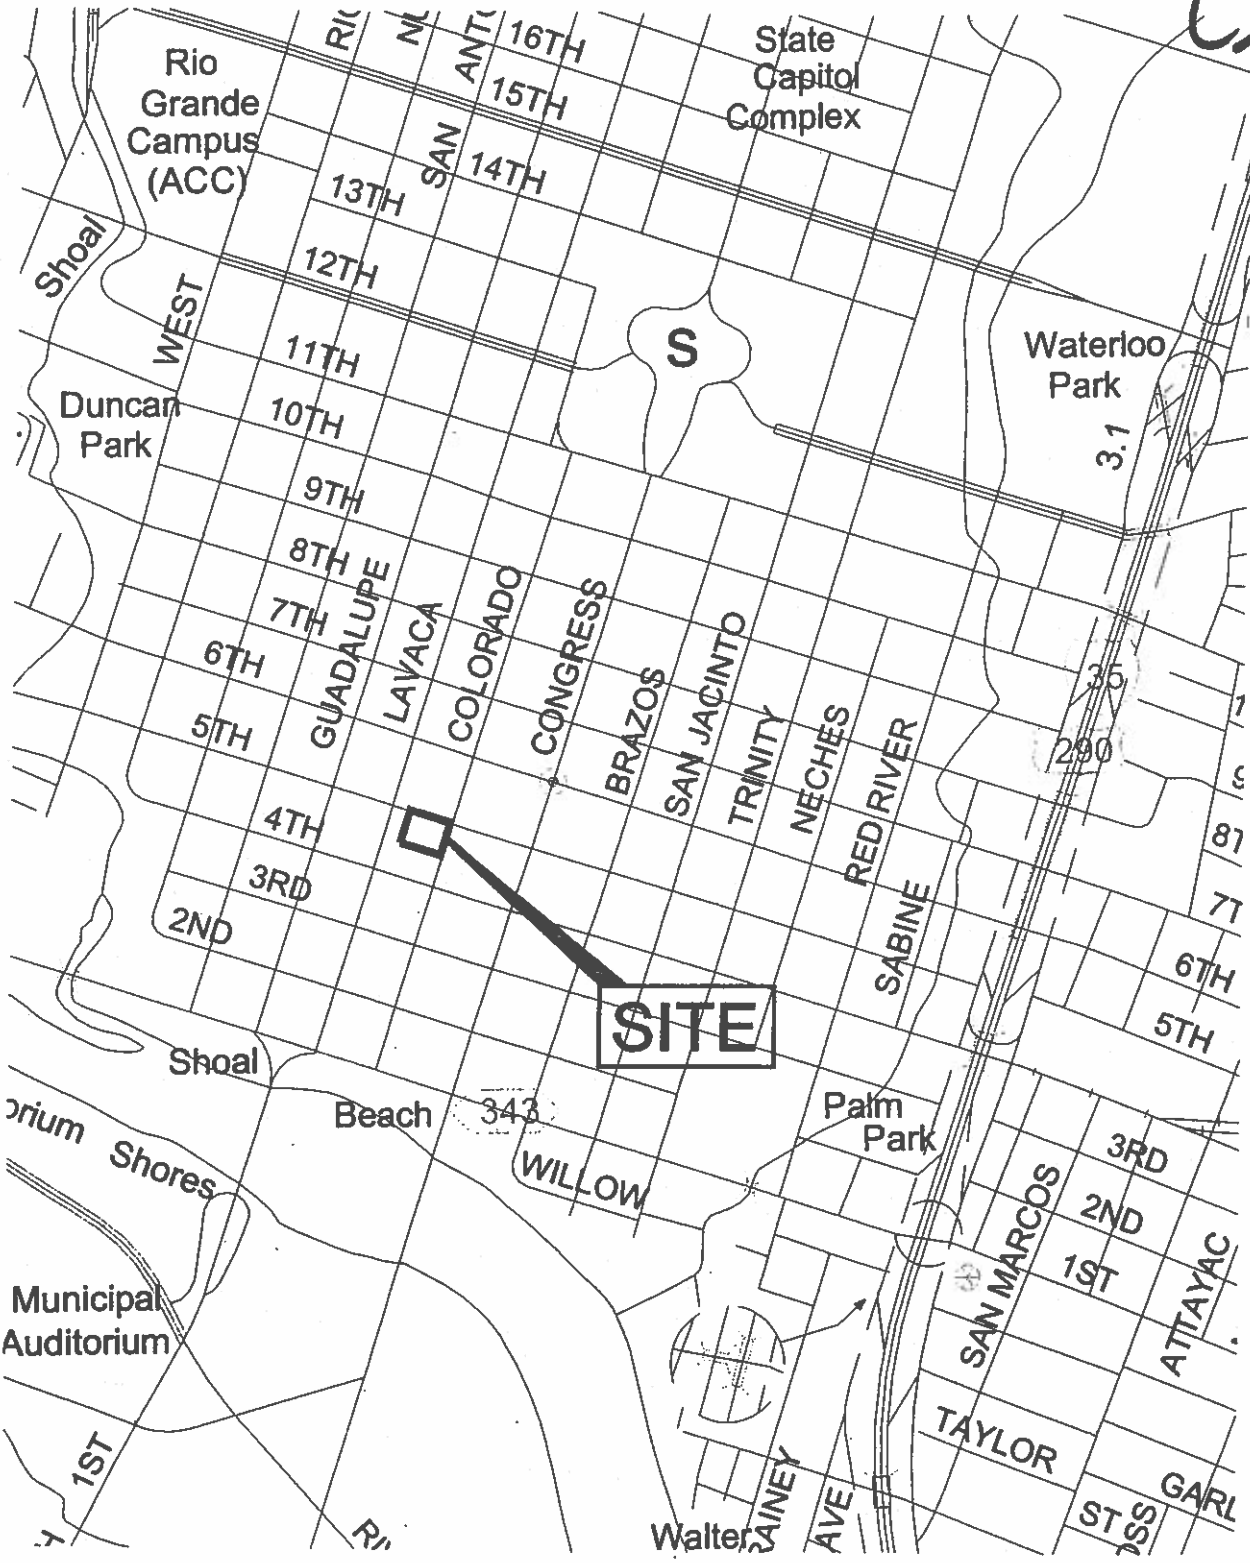 16TH
State
Capitol
Complex
Rio
Grande
Campus
(ACC)
15TH
SAN
14TH
13TH
Shoal
12TH
WEST
S
Waterloo
Park
11TH
Duncan
Park
10TH
3.1
9TH
8TH
7TH
GUADALUPE
LAVACA
COLORADO
CONGRESS
BRAZOS
SAN JACINTO
TRINITY
NECHES
RED RIVER
SABINE
35
290
6TH
5TH
4TH
3RD
2ND
6TH
5TH
SITE
Shoal
Beach
343
Palm
Park
Shores
WILLOW
3RD
2ND
1ST
SAN MARCOS
ATTAYAC
Municipal
Auditorium
TAYLOR
1ST
Walter
AVE
ST